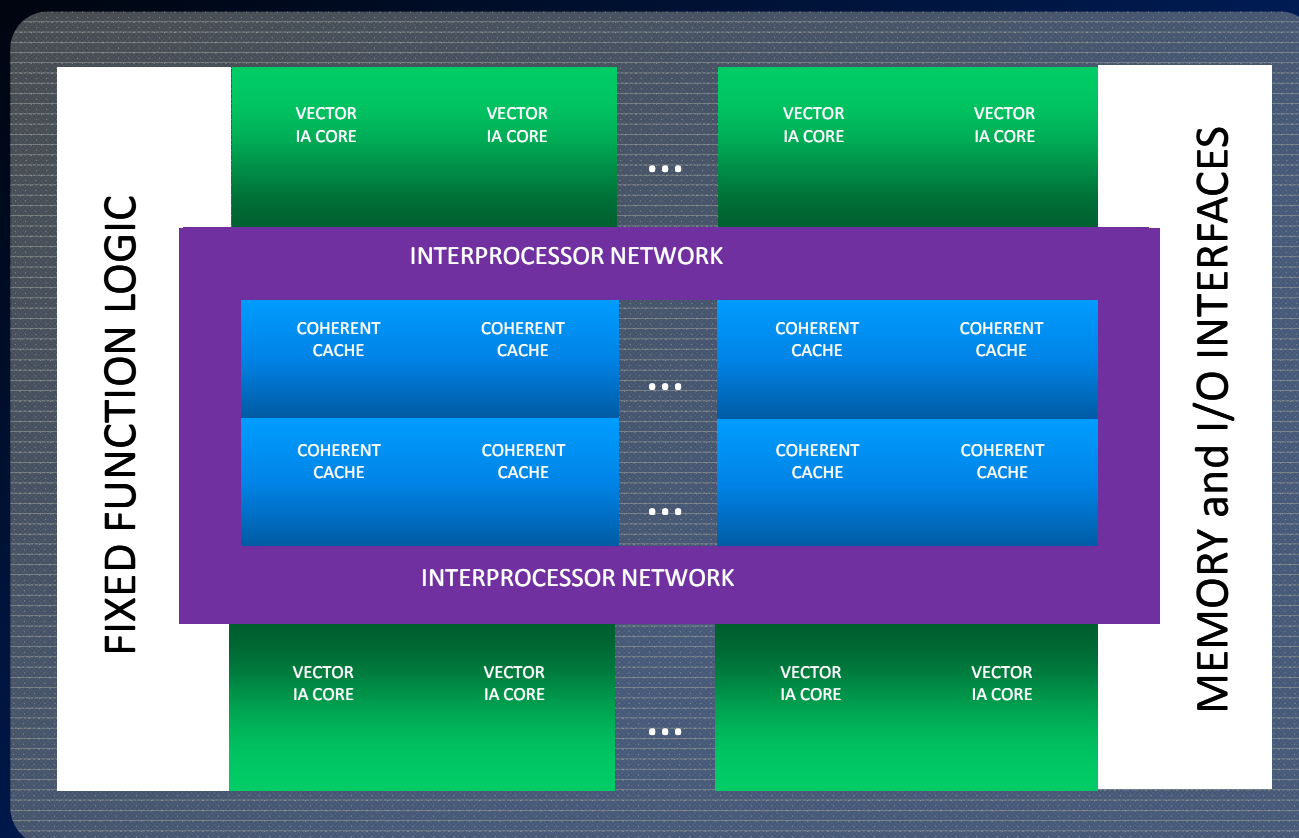 FIXED FUNCTION LOGIC
VECTOR
IA CORE
VECTOR
IA CORE
...
VECTOR
IA CORE
VECTOR
IA CORE
INTERPROCESSOR NETWORK
COHERENT
CACHE
COHERENT
CACHE
...
COHERENT
CACHE
COHERENT
CACHE
COHERENT
CACHE
COHERENT
CACHE
...
COHERENT
CACHE
COHERENT
CACHE
INTERPROCESSOR NETWORK
VECTOR
IA CORE
VECTOR
IA CORE
...
VECTOR
IA CORE
VECTOR
IA CORE
MEMORY and I/O INTERFACES